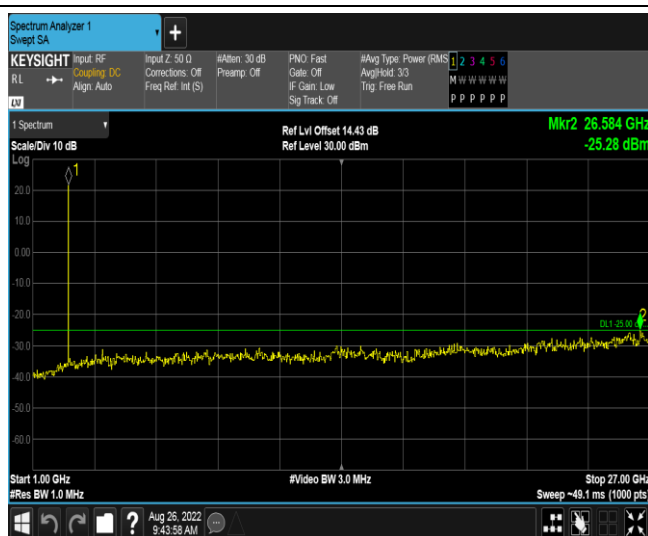 Spectrum Analyzer 1
Swept SA
+
KEYSIGHT
RL
Input: RF
Coupling: DC
Align: Auto
Input Z: 50 Ω
Corrections: Off
Freq Ref: Int (S)
#Atten: 30 dB
Preamp: Off
PNO: Fast
Gate: Off
IF Gain: Low
Sig Track: Off
#Avg Type: Power (RMS
Avg|Hold: 3/3
Trig: Free Run
1 2 3 4 5 6
M W W W W W
P P P P P P
LXI
1 Spectrum
Scale/Div 10 dB
Ref Lvl Offset 14.43 dB
Ref Level 30.00 dBm
Mkr2 26.584 GHz
-25.28 dBm
Log
1
20.0
10.0
0.00
-10.0
-20.0
DL1 -25.00
2
-30.0
-40.0
-50.0
-60.0
Start 1.00 GHz
#Res BW 1.0 MHz
#Video BW 3.0 MHz
Stop 27.00 GHz
Sweep ~49.1 ms (1000 pts)
?
Aug 26, 2022
9:43:58 AM